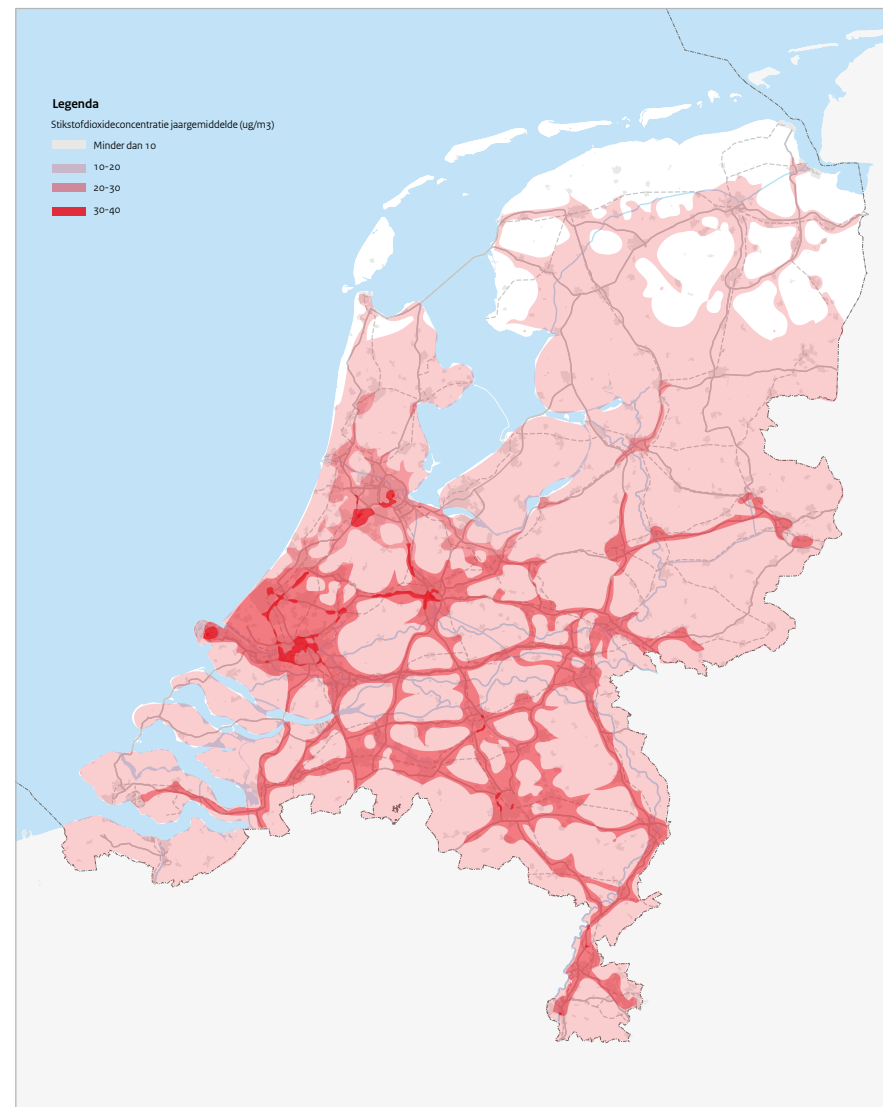 Legenda
Stikstofdioxideconcentratie jaargemiddelde (ug/m3)
Minder dan 10
10-20
20-30
30-40